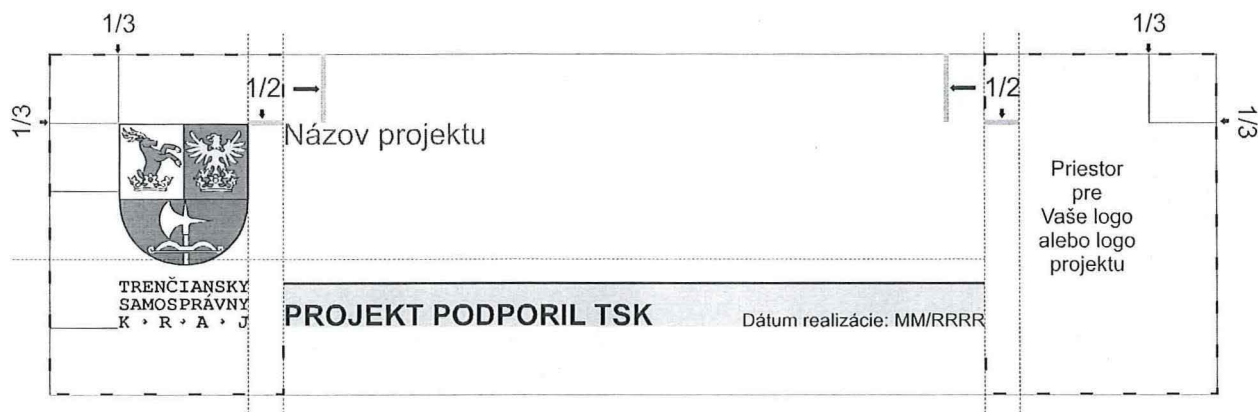 1/3
1/3
1/2
1/2
1/3
1/3
Názov projektu
Priestor
pre
Vaše logo
alebo logo
projektu
TRENČIANSKY
SAMOSPRÁVNY
K · R · A · J
PROJEKT PODPORIL TSK
Dátum realizácie: MM/RRRR